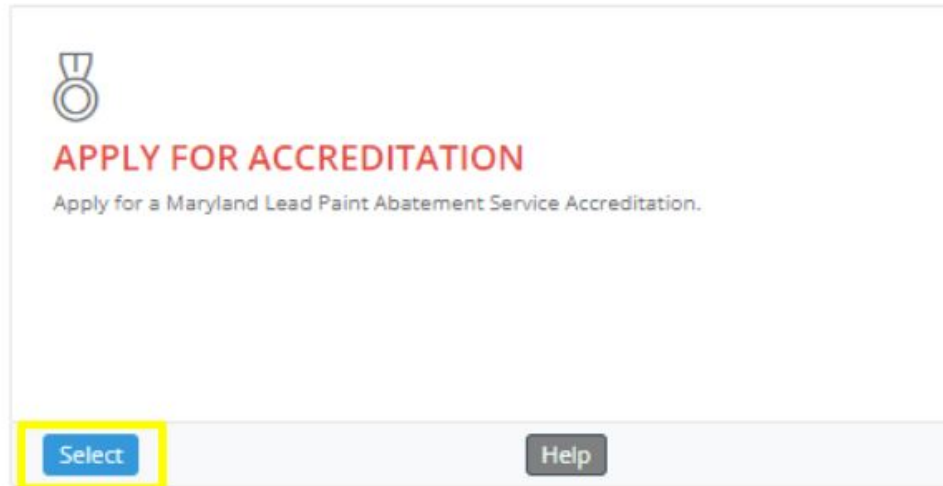 APPLY FOR ACCREDITATION
Apply for a Maryland Lead Paint Abatement Service Accreditation.
Select
Help